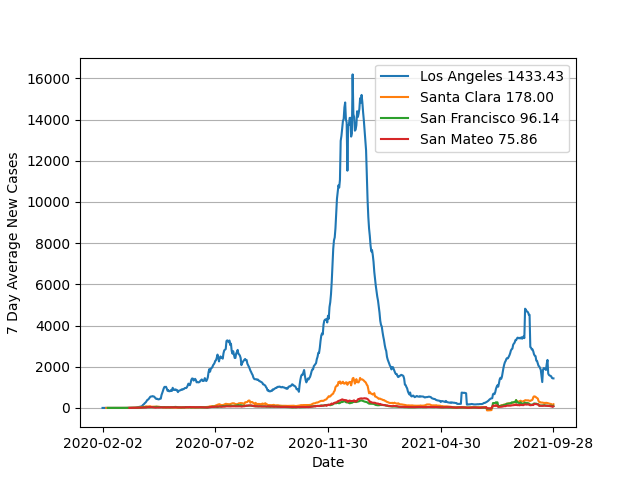 Los Angeles 1433.43
Santa Clara 178.00
San Francisco 96.14
San Mateo 75.86
7 Day Average New Cases
16000
14000
12000
10000
8000
6000
4000
2000
0
2020-02-02 2020-07-02 2020-11-30 2021-04-30 2021-09-28
Date